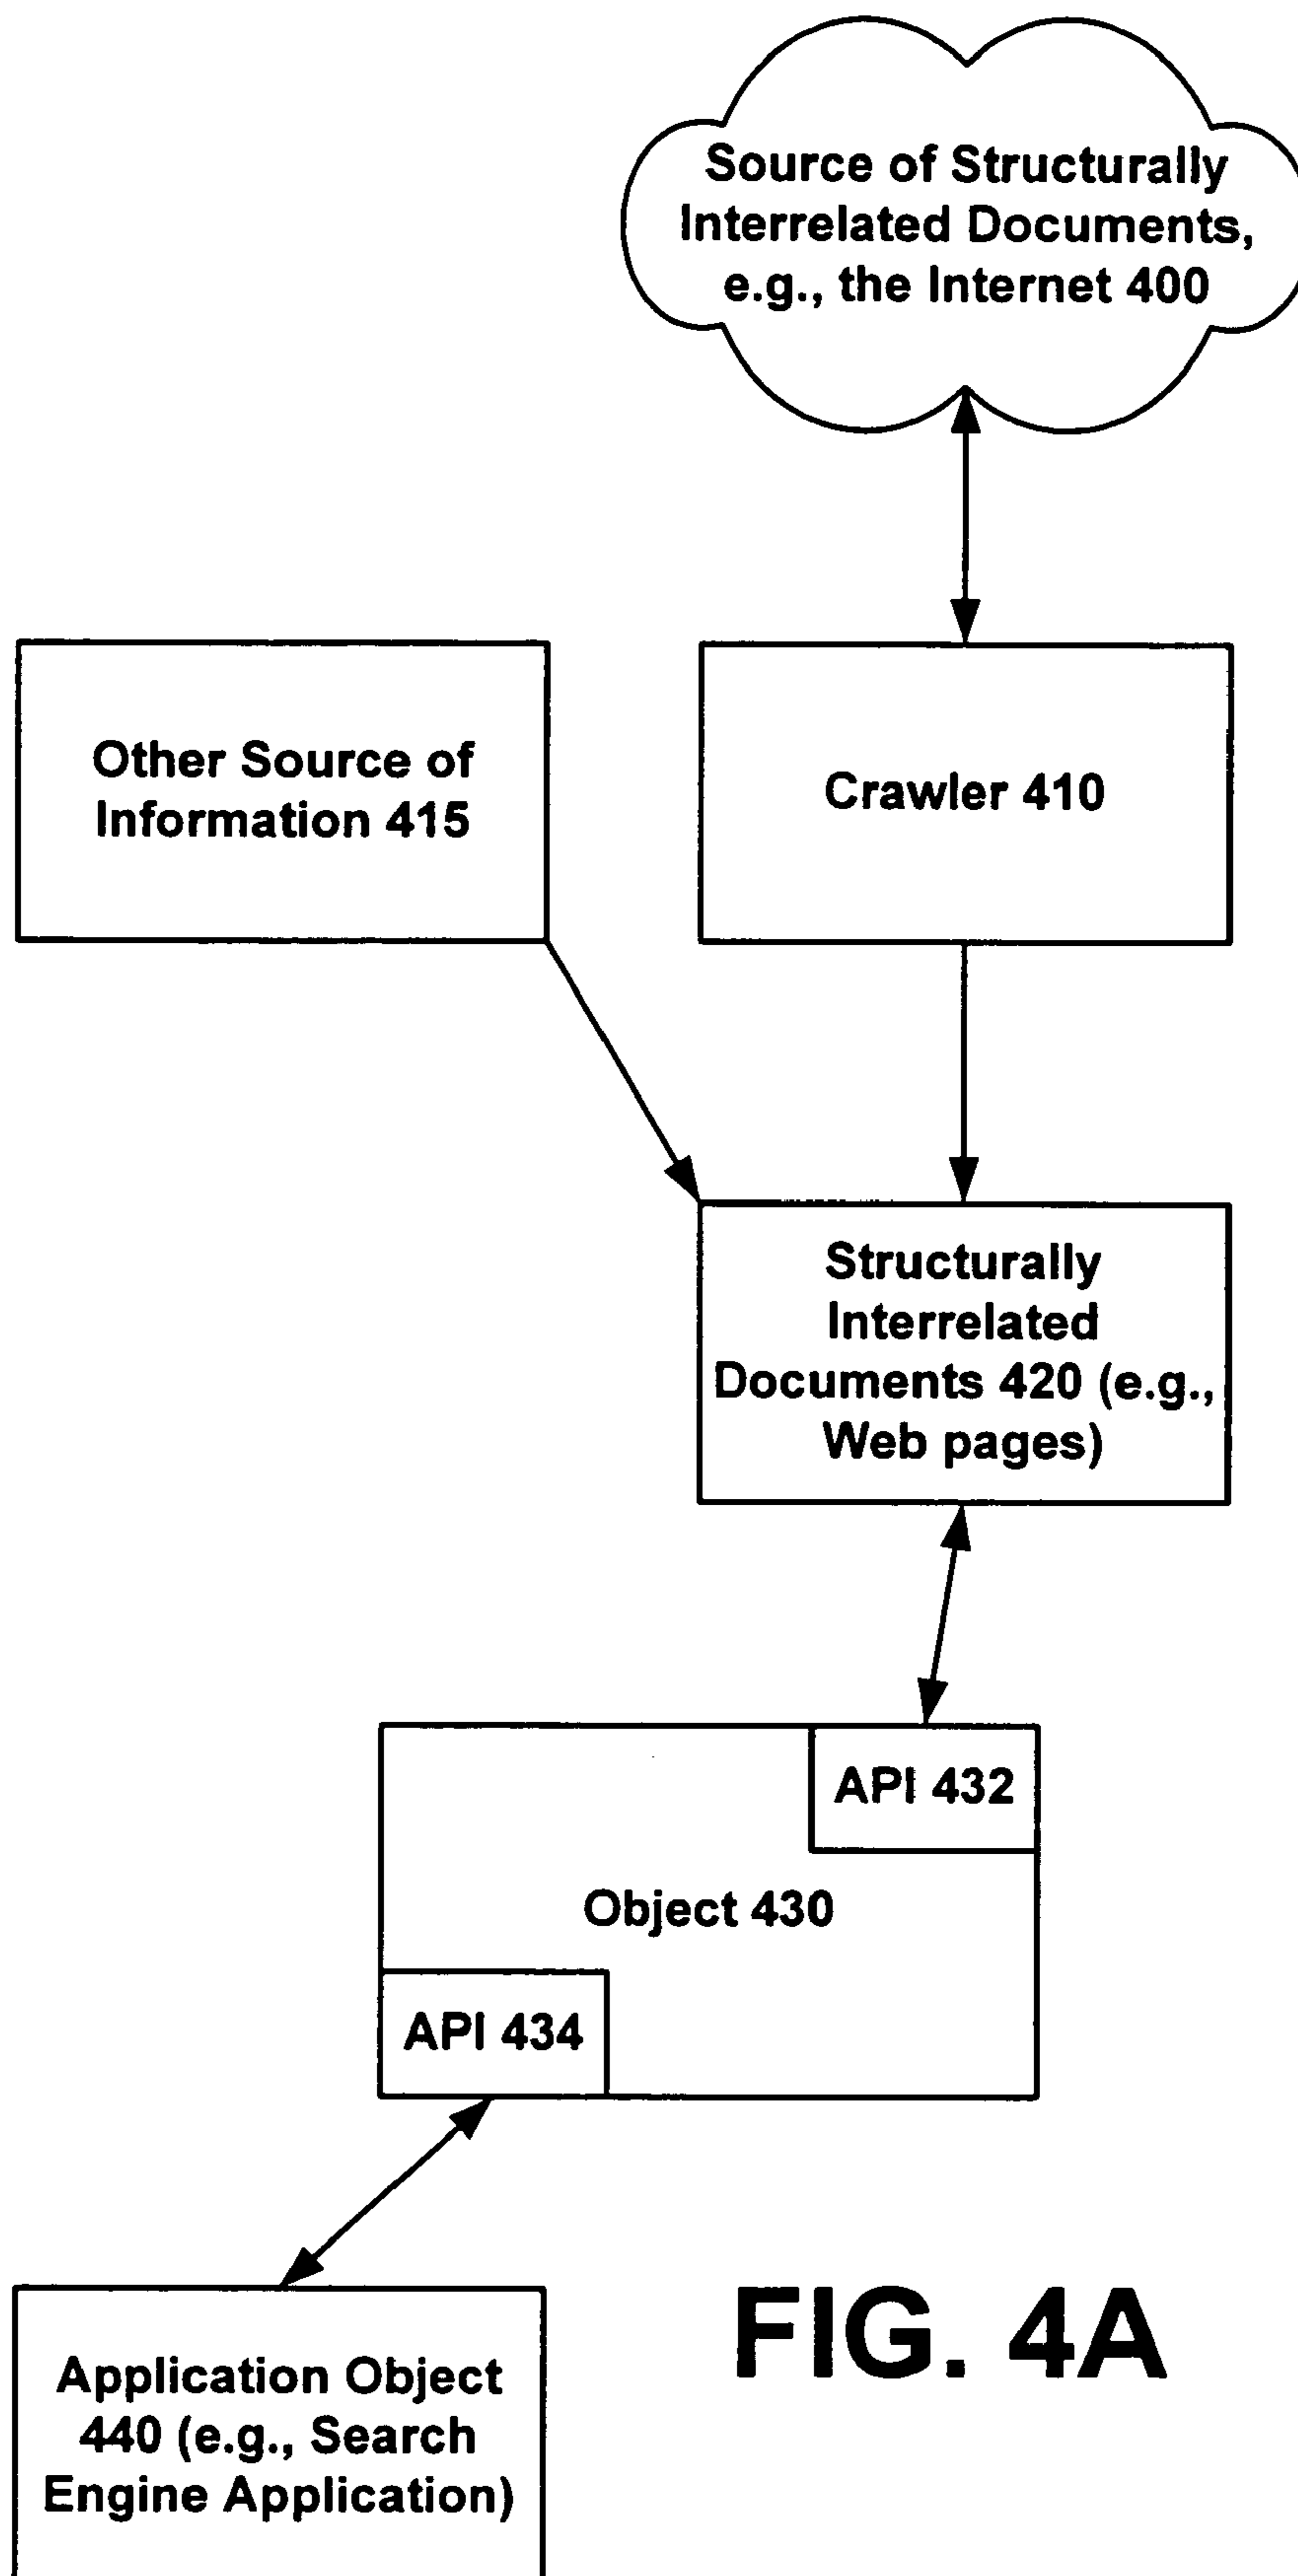 Source of Structurally
Interrelated Documents,
e.g., the Internet 400
Other Source of
Information 415
Crawler 410
Structurally
Interrelated
Documents 420 (e.g.,
Web pages)
API 432
Object 430
API 434
FIG. 4A
Application Object
440 (e.g., Search
Engine Application)